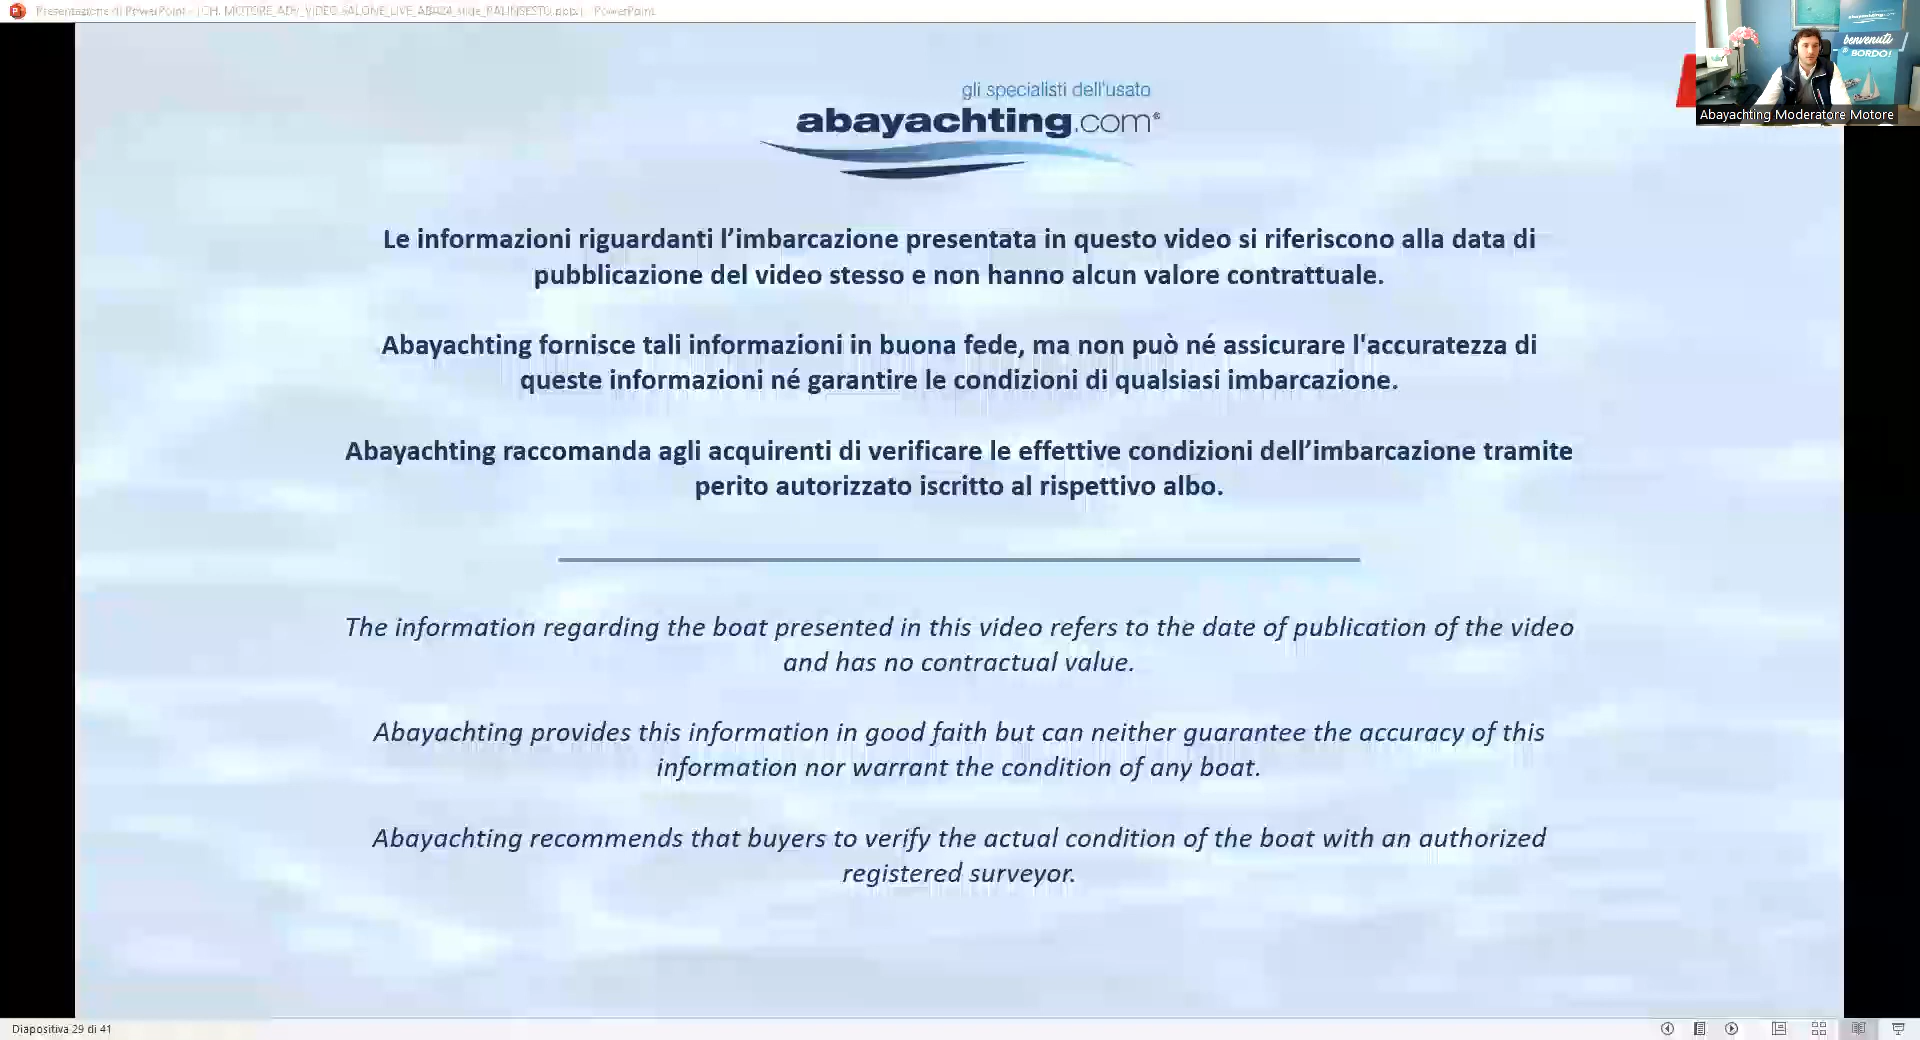 Presentazione di PowerPoint - [CH. MOTORE_ADV_VIDEO SALONE_LIVE_AB024_slide_PALINSESTO.ppt] - PowerPoint
abayachting.com
benvenuti
a BORDO!
Abayachting Moderatore Motore
gli specialisti dell'usato
abayachting.com®
Le informazioni riguardanti l’imbarcazione presentata in questo video si riferiscono alla data di
pubblicazione del video stesso e non hanno alcun valore contrattuale.
Abayachting fornisce tali informazioni in buona fede, ma non può né assicurare l'accuratezza di
queste informazioni né garantire le condizioni di qualsiasi imbarcazione.
Abayachting raccomanda agli acquirenti di verificare le effettive condizioni dell’imbarcazione tramite
perito autorizzato iscritto al rispettivo albo.
The information regarding the boat presented in this video refers to the date of publication of the video
and has no contractual value.
Abayachting provides this information in good faith but can neither guarantee the accuracy of this
information nor warrant the condition of any boat.
Abayachting recommends that buyers to verify the actual condition of the boat with an authorized
registered surveyor.
Diapositiva 29 di 41